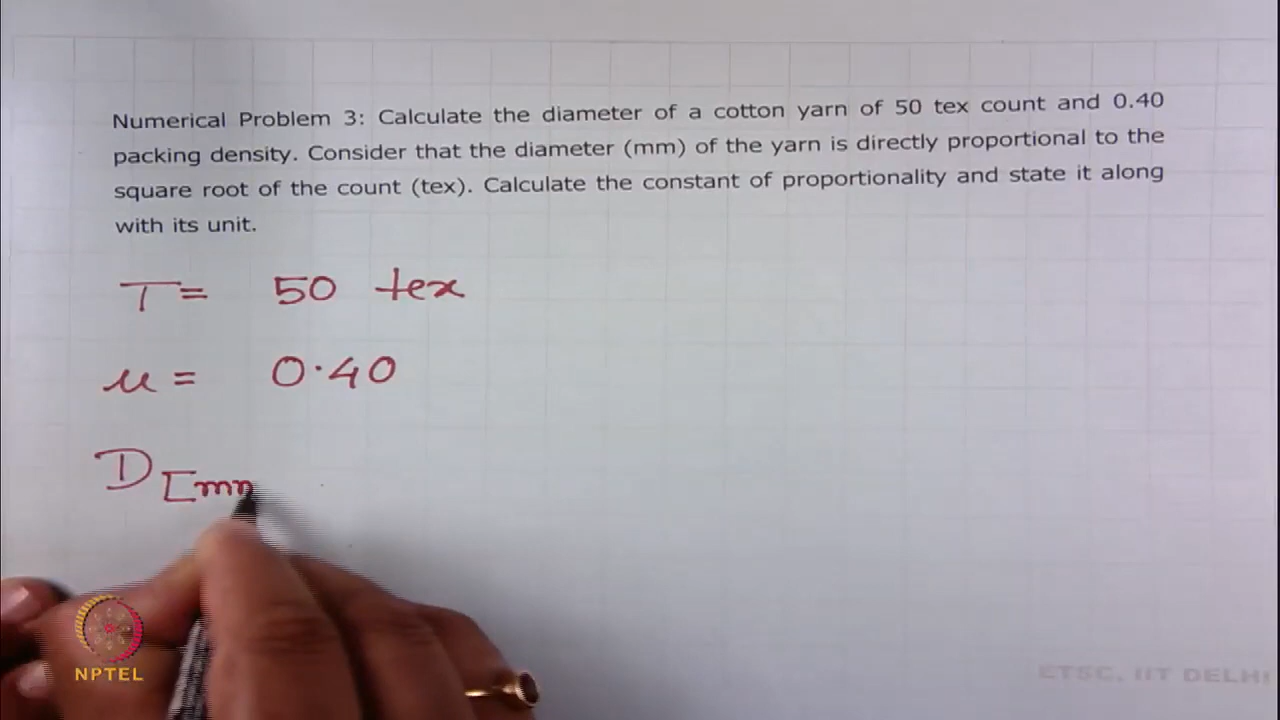 Numerical Problem 3: Calculate the diameter of a cotton yarn of 50 tex count and 0.40
packing density. Consider that the diameter (mm) of the yarn is directly proportional to the
square root of the count (tex). Calculate the constant of proportionality and state it along
with its unit.
T = 50 tex
μ = 0.40
D [mm
NPTEL
ETSC, IIT DELHI